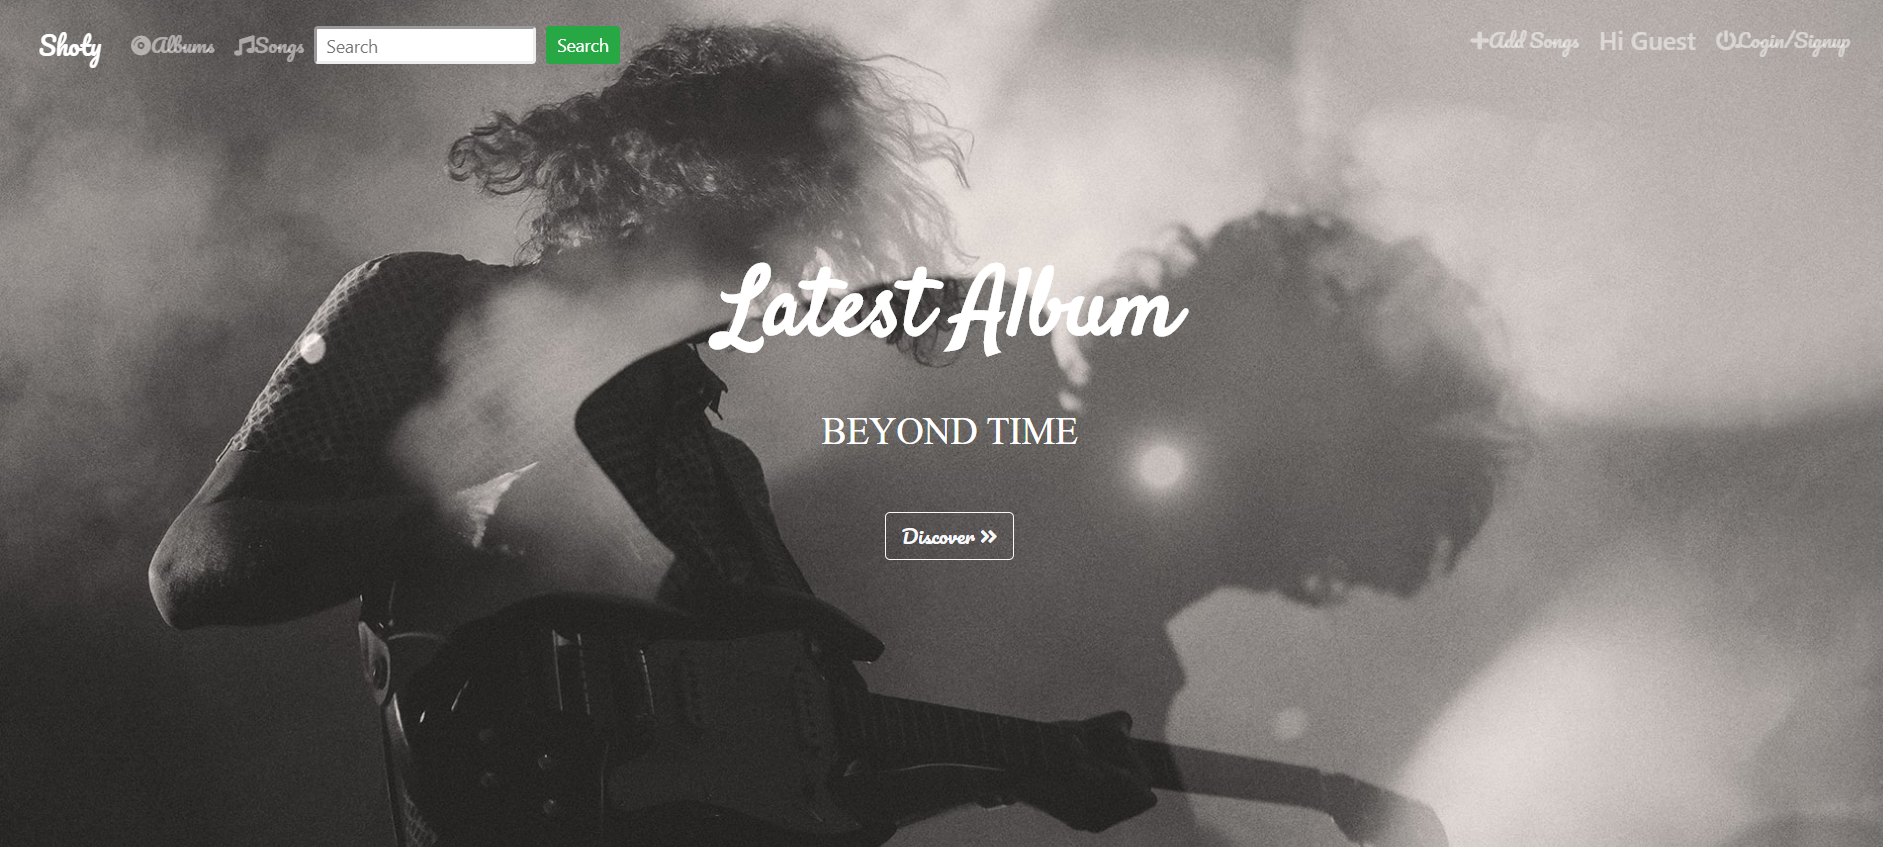 Shoty Albums Songs Search Search Add Songs Hi Guest Login/Signup
Latest Album
BEYOND TIME
Discover »